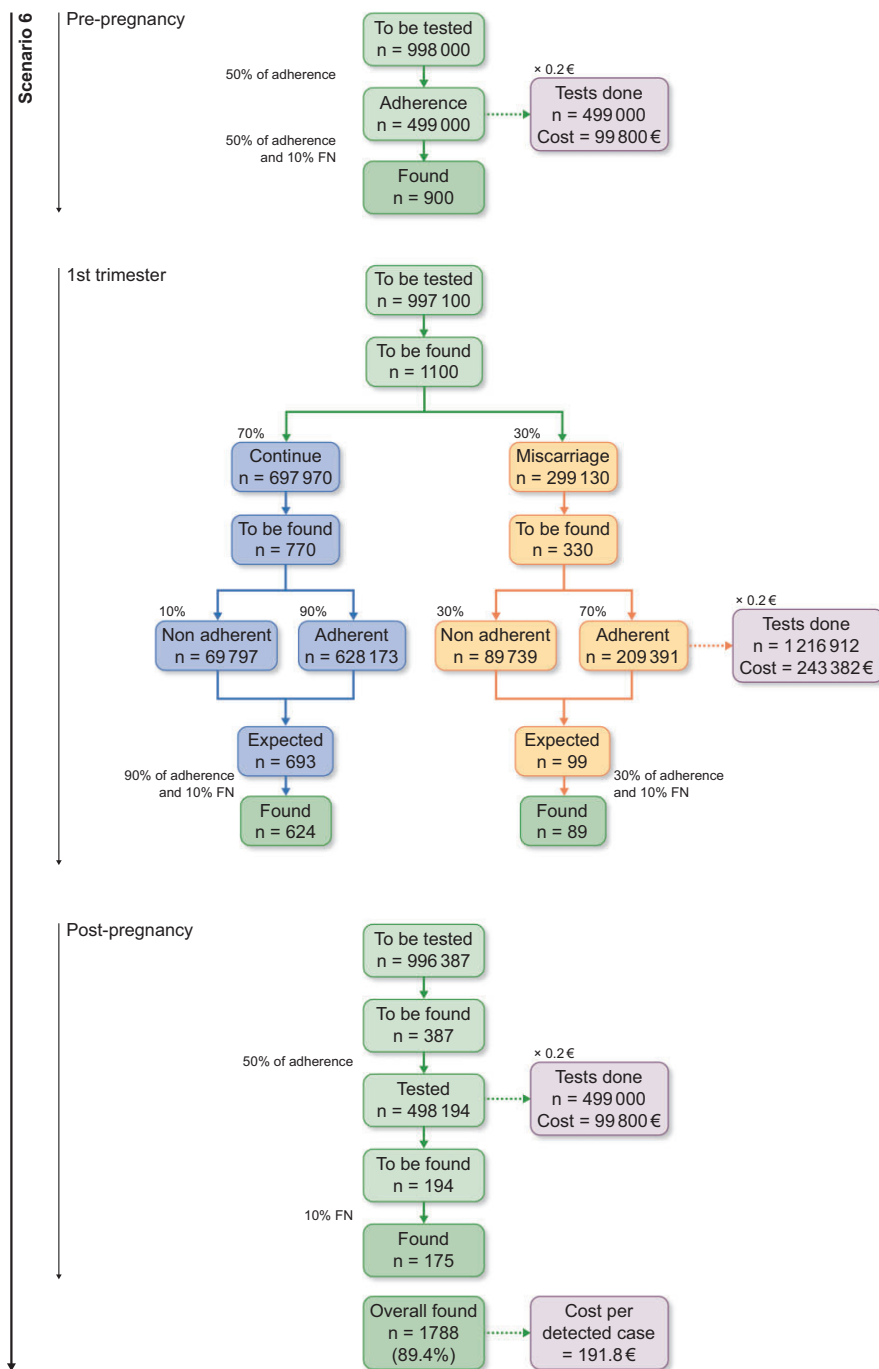 Scenario 6
Pre-pregnancy
To be tested
n = 998 000
50% of adherence
× 0.2 €
Adherence
n = 499 000
Tests done
n = 499 000
Cost = 99 800 €
50% of adherence
and 10% FN
Found
n = 900
1st trimester
To be tested
n = 997 100
To be found
n = 1100
70%
Continue
n = 697 970
30%
Miscarriage
n = 299 130
To be found
n = 770
To be found
n = 330
10%
Non adherent
n = 69 797
90%
Adherent
n = 628 173
30%
Non adherent
n = 89 739
70%
Adherent
n = 209 391
× 0.2 €
Tests done
n = 1 216 912
Cost = 243 382 €
Expected
n = 693
Expected
n = 99
90% of adherence
and 10% FN
30% of adherence
and 10% FN
Found
n = 624
Found
n = 89
Post-pregnancy
To be tested
n = 996 387
To be found
n = 387
50% of adherence
× 0.2 €
Tested
n = 498 194
Tests done
n = 499 000
Cost = 99 800 €
To be found
n = 194
10% FN
Found
n = 175
Overall found
n = 1788
(89.4%)
Cost per
detected case
= 191.8 €